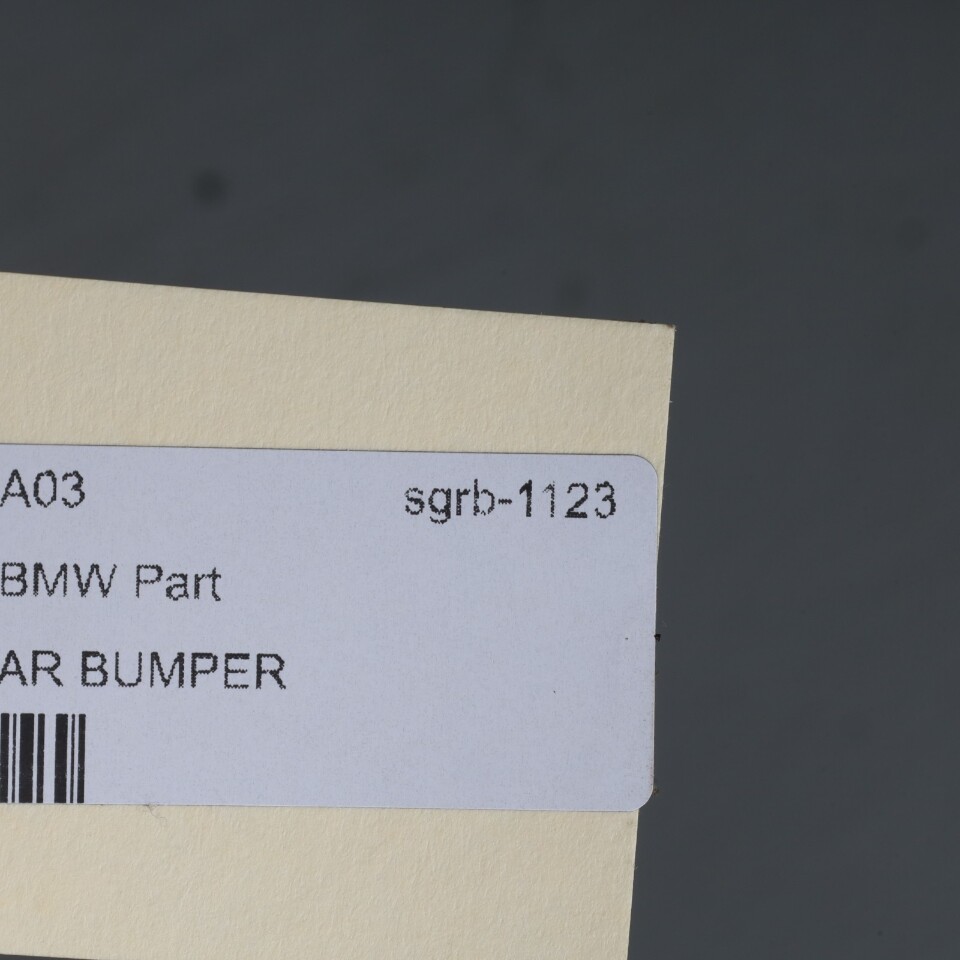 A03 sgrb-1123
BMW Part
AR BUMPER